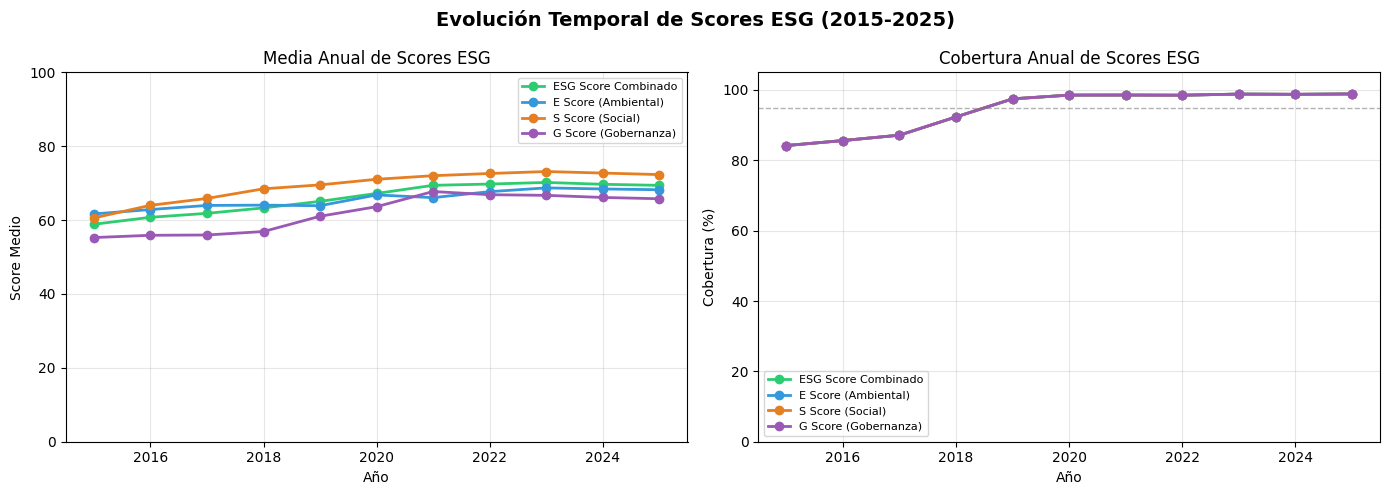 Evolución Temporal de Scores ESG (2015-2025)
Media Anual de Scores ESG
100
80
60
40
20
0
Score Medio
2016
2018
2020
2022
2024
Año
ESG Score Combinado
E Score (Ambiental)
S Score (Social)
G Score (Gobernanza)
Cobertura Anual de Scores ESG
100
80
60
40
20
0
Cobertura (%)
2016
2018
2020
2022
2024
Año
ESG Score Combinado
E Score (Ambiental)
S Score (Social)
G Score (Gobernanza)